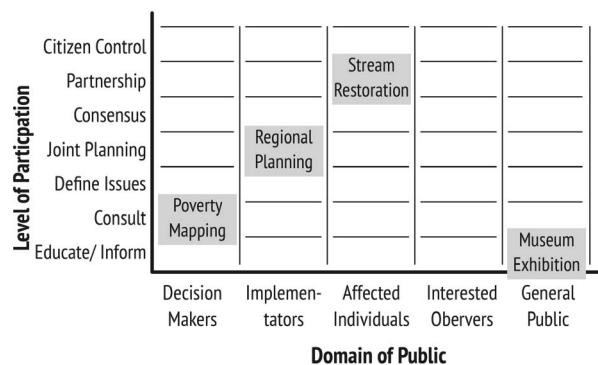 Level of Particpation
Citizen Control
Partnership
Consensus
Joint Planning
Define Issues
Consult
Educate/ Inform
Stream
Restoration
Regional
Planning
Poverty
Mapping
Museum
Exhibition
Decision
Makers
Implemen-
tators
Affected
Individuals
Interested
Obervers
General
Public
Domain of Public